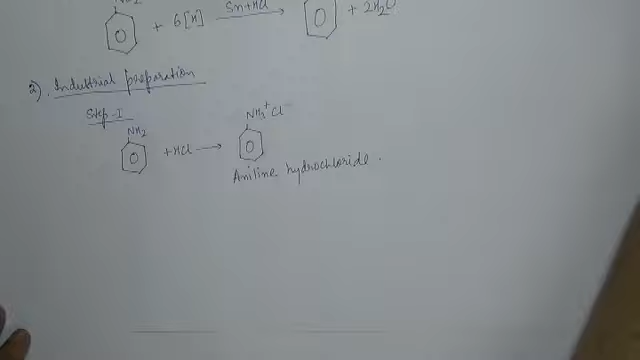 + 6[H] Sn+HCl + 2H2O
2). Industrial preparation
Step-I
NH2 + HCl → NH3+Cl-
Aniline hydrochloride.